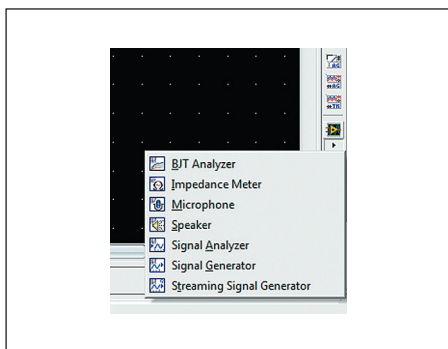 BJT Analyzer
Impedance Meter
Microphone
Speaker
Signal Analyzer
Signal Generator
Streaming Signal Generator